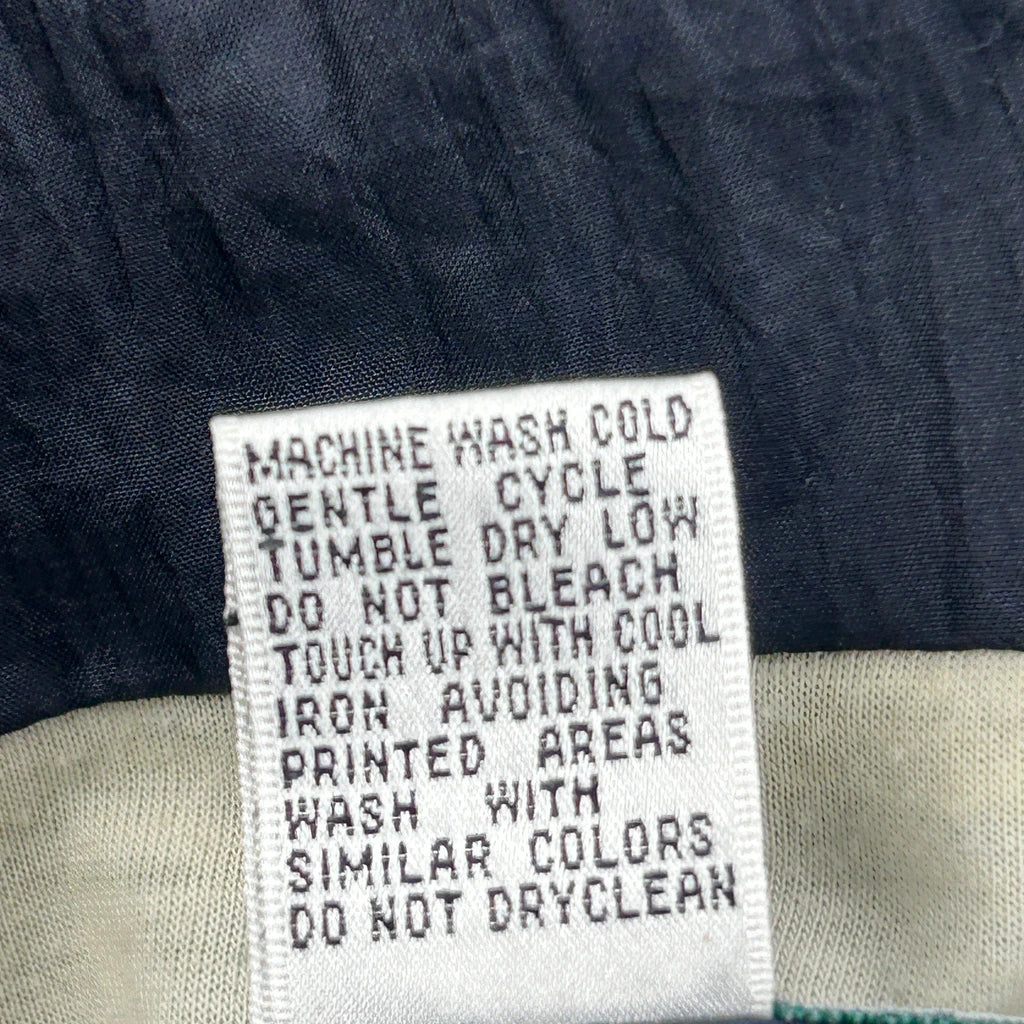 MACHINE WASH COLD
GENTLE CYCLE
TUMBLE DRY LOW
DO NOT BLEACH
TOUCH UP WITH COOL
IRON AVOIDING
PRINTED AREAS
WASH WITH
SIMILAR COLORS
DO NOT DRYCLEAN